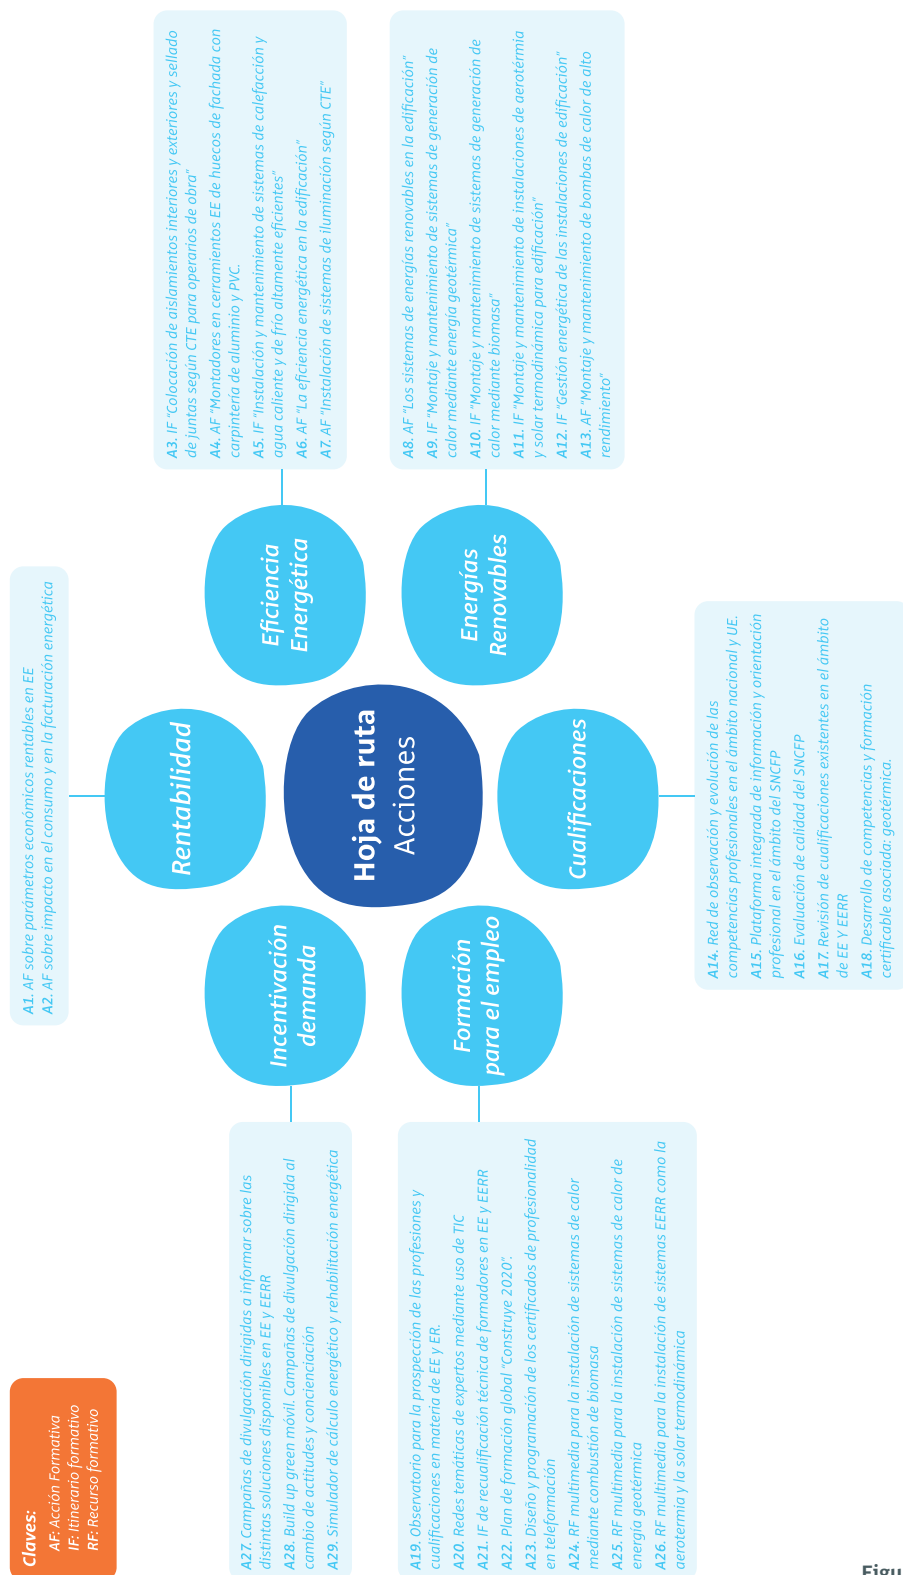 Claves:
AF: Acción Formativa
IF: Itinerario formativo
RF: Recurso formativo
A1. AF sobre parámetros económicos rentables en EE
A2. AF sobre impacto en el consumo y en la facturación energética
Rentabilidad
A27. Campañas de divulgación dirigidas a informar sobre las
distintas soluciones disponibles en EE y EERR
A28. Build up green móvil. Campañas de divulgación dirigida al
cambio de actitudes y concienciación
A29. Simulador de cálculo energético y rehabilitación energética
Incentivación
demanda
Eficiencia
Energética
A3. IF “Colocación de aislamientos interiores y exteriores y sellado
de juntas según CTE para operarios de obra”
A4. AF “Montadores en cerramientos EE de huecos de fachada con
carpintería de aluminio y PVC.
A5. IF “Instalación y mantenimiento de sistemas de calefacción y
agua caliente y de frío altamente eficientes”
A6. AF “La eficiencia energética en la edificación”
A7. AF “Instalación de sistemas de iluminación según CTE”
Hoja de ruta
Acciones
A19. Observatorio para la prospección de las profesiones y
cualificaciones en materia de EE y ER.
A20. Redes temáticas de expertos mediante uso de TIC
A21. IF de recualificación técnica de formadores en EE y EERR
A22. Plan de formación global “Construye 2020”.
A23. Diseño y programación de los certificados de profesionalidad
en teleformación
A24. RF multimedia para la instalación de sistemas de calor
mediante combustión de biomasa
A25. RF multimedia para la instalación de sistemas de calor de
energía geotérmica
A26. RF multimedia para la instalación de sistemas EERR como la
aerotermia y la solar termodinámica
Formación
para el empleo
Energías
Renovables
A8. AF “Los sistemas de energías renovables en la edificación”
A9. IF “Montaje y mantenimiento de sistemas de generación de
calor mediante energía geotérmica”
A10. IF “Montaje y mantenimiento de sistemas de generación de
calor mediante biomasa”
A11. IF “Montaje y mantenimiento de instalaciones de aerotérmia
y solar termodinámica para edificación”
A12. IF “Gestión energética de las instalaciones de edificación”
A13. AF “Montaje y mantenimiento de bombas de calor de alto
rendimiento”
Cualificaciones
A14. Red de observación y evolución de las
competencias profesionales en el ámbito nacional y UE.
A15. Plataforma integrada de información y orientación
profesional en el ámbito del SNCFP
A16. Evaluación de calidad del SNCFP
A17. Revisión de cualificaciones existentes en el ámbito
de EE Y EERR
A18. Desarrollo de competencias y formación
certificable asociada: geotérmica.